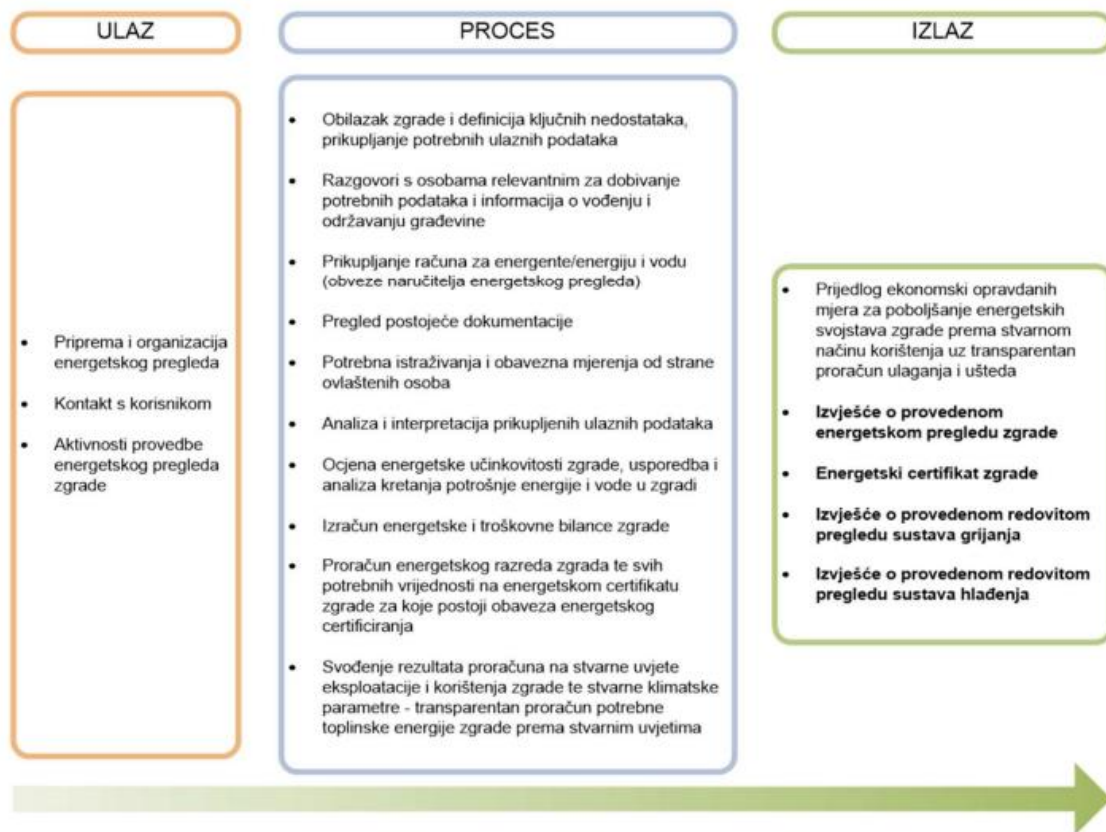 ULAZ
PROCES
IZLAZ
• Priprema i organizacija
energetskog pregleda
• Kontakt s korisnikom
• Aktivnosti provedbe
energetskog pregleda
zgrade
• Obilazak zgrade i definicija ključnih nedostataka,
prikupljanje potrebnih ulaznih podataka
• Razgovori s osobama relevantnim za dobivanje
potrebnih podataka i informacija o vođenju i
održavanju građevine
• Prikupljanje računa za energente/energiju i vodu
(obveze naručitelja energetskog pregleda)
• Pregled postojeće dokumentacije
• Potrebna istraživanja i obavezna mjerenja od strane
ovlaštenih osoba
• Analiza i interpretacija prikupljenih ulaznih podataka
• Ocjena energetske učinkovitosti zgrade, usporedba i
analiza kretanja potrošnje energije i vode u zgradi
• Izračun energetske i troškovne bilance zgrade
• Proračun energetskog razreda zgrada te svih
potrebnih vrijednosti na energetskom certifikatu
zgrade za koje postoji obaveza energetskog
certificiranja
• Svođenje rezultata proračuna na stvarne uvjete
eksploatacije i korištenja zgrade te stvarne klimatske
parametre - transparentan proračun potrebne
toplinske energije zgrade prema stvarnim uvjetima
• Prijedlog ekonomski opravdanih
mjera za poboljšanje energetskih
svojstava zgrade prema stvarnom
načinu korištenja uz transparentan
proračun ulaganja i ušteda
• Izvješće o provedenom
energetskom pregledu zgrade
• Energetski certifikat zgrade
• Izvješće o provedenom redovitom
pregledu sustava grijanja
• Izvješće o provedenom redovitom
pregledu sustava hlađenja